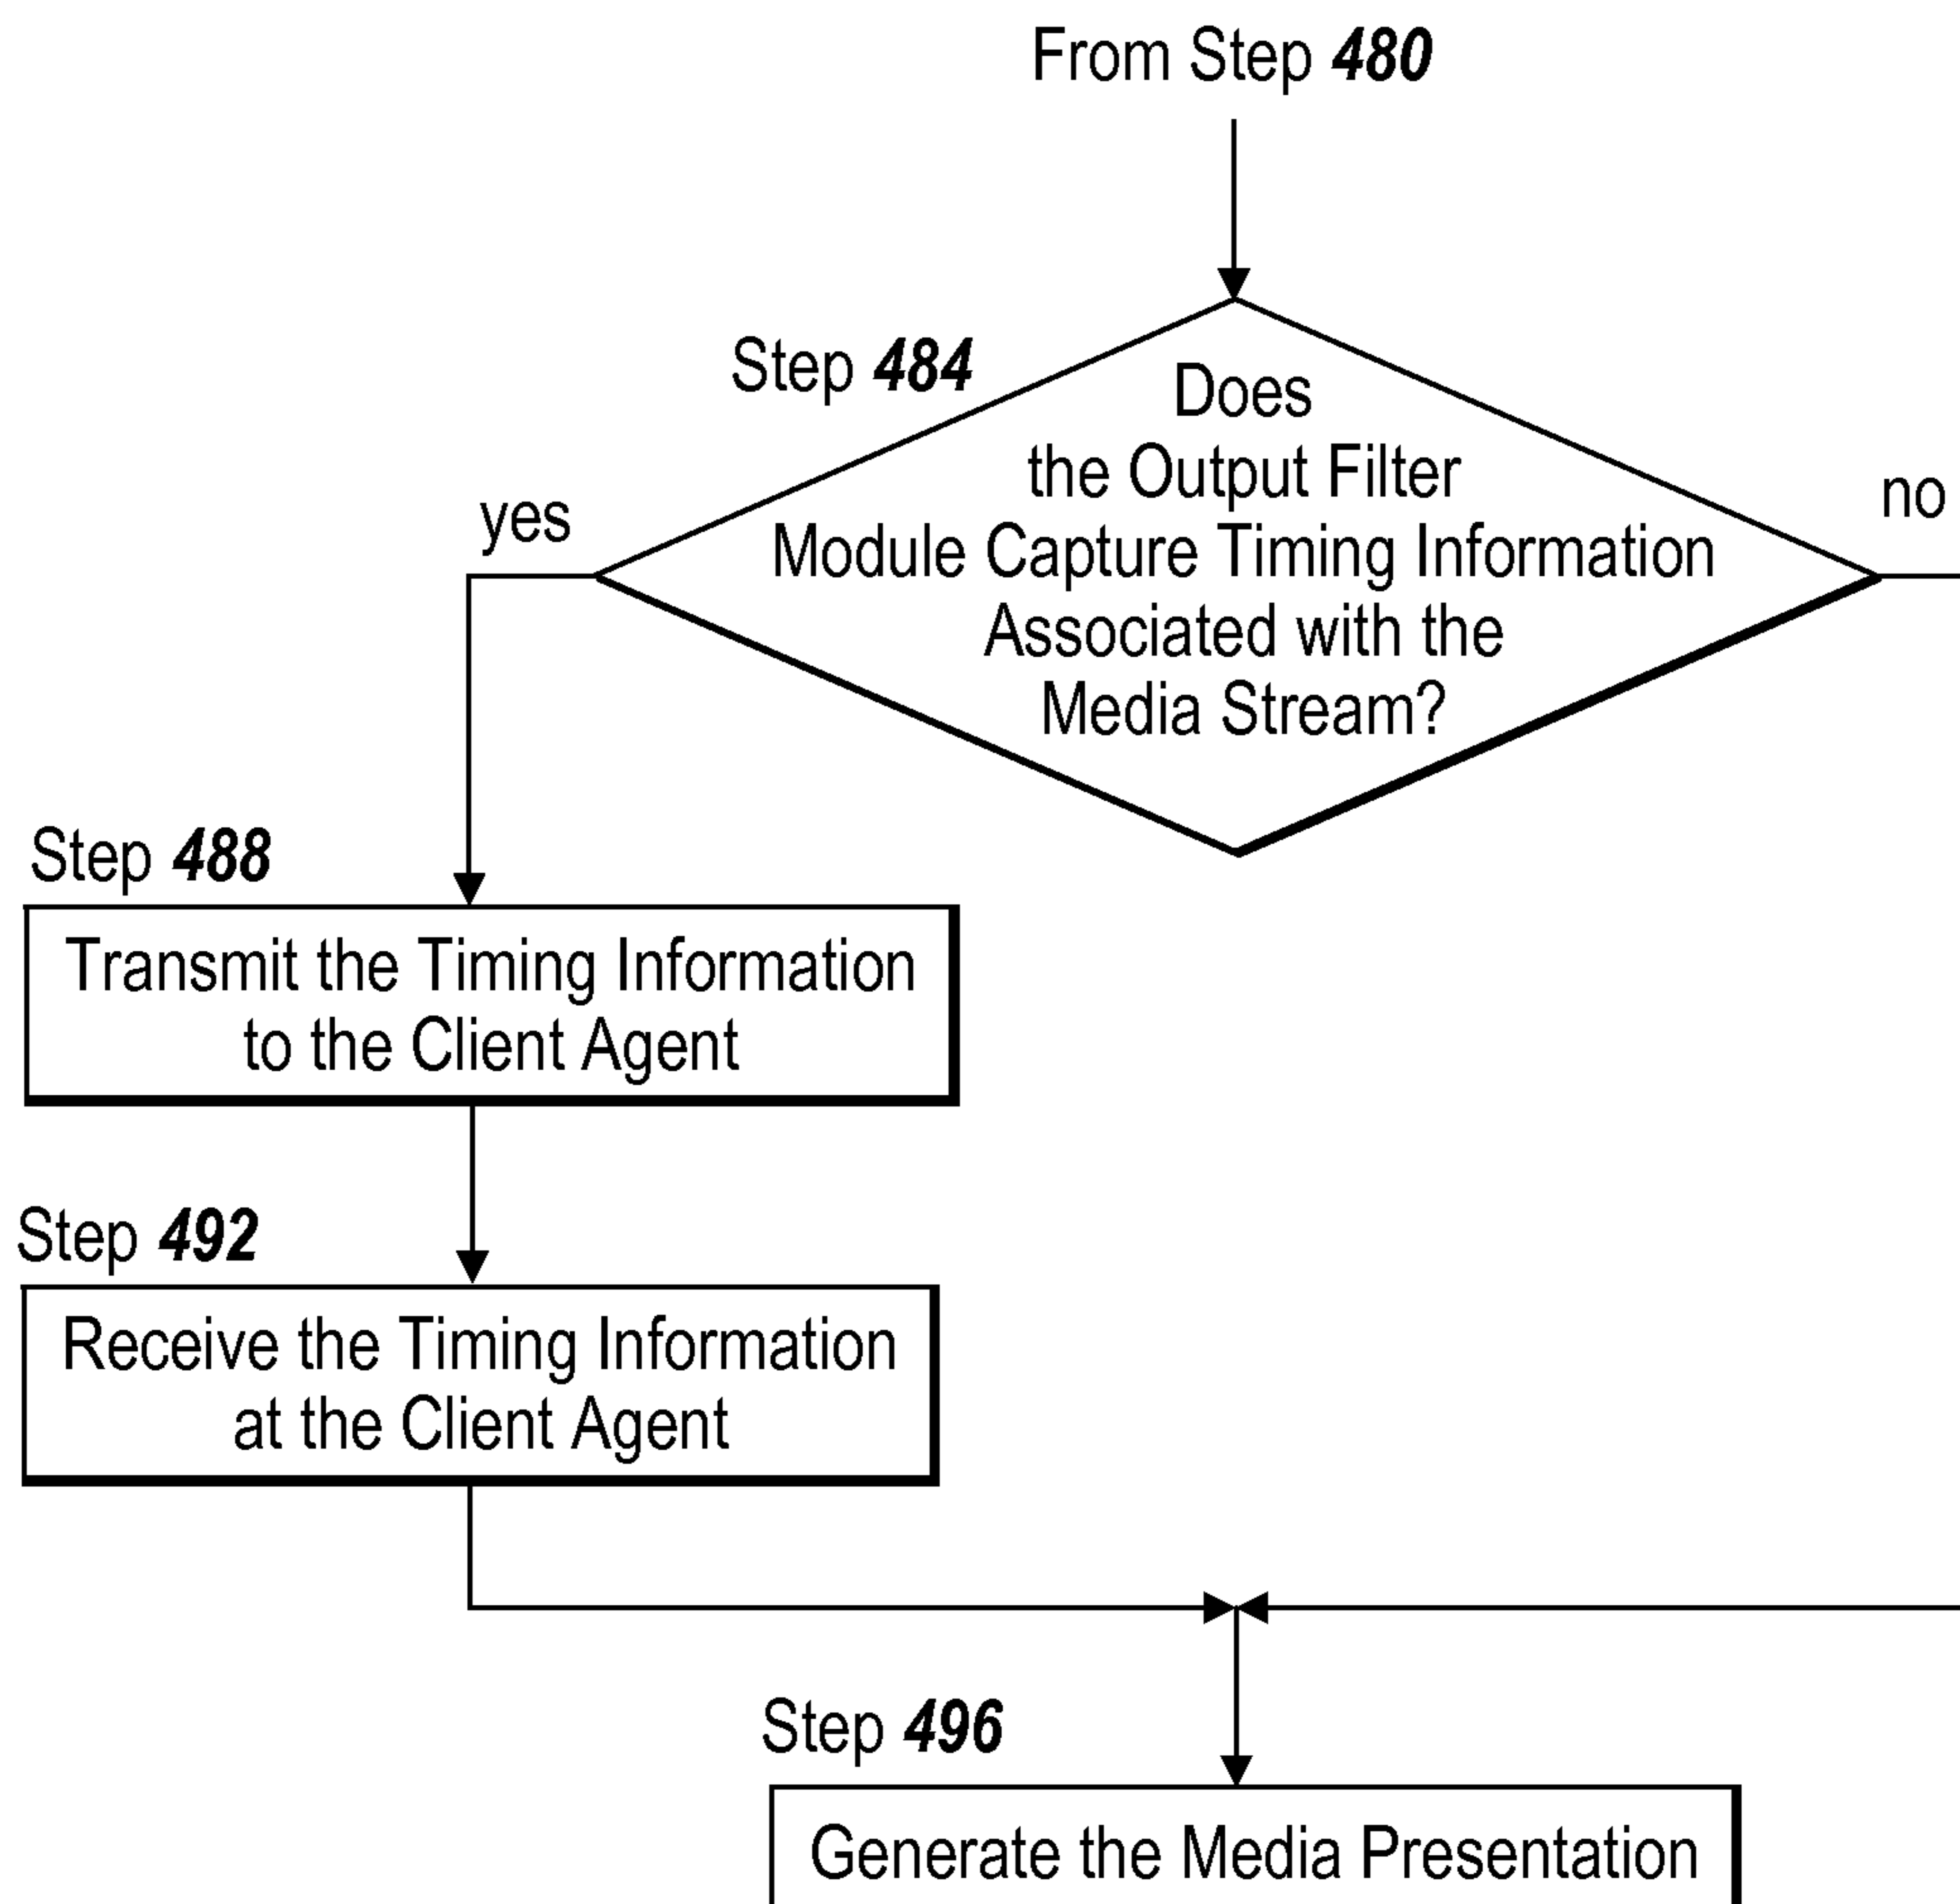 From Step 480
Step 484
Does
the Output Filter
Module Capture Timing Information
Associated with the
Media Stream?
yes
no
Step 488
Transmit the Timing Information
to the Client Agent
Step 492
Receive the Timing Information
at the Client Agent
Step 496
Generate the Media Presentation